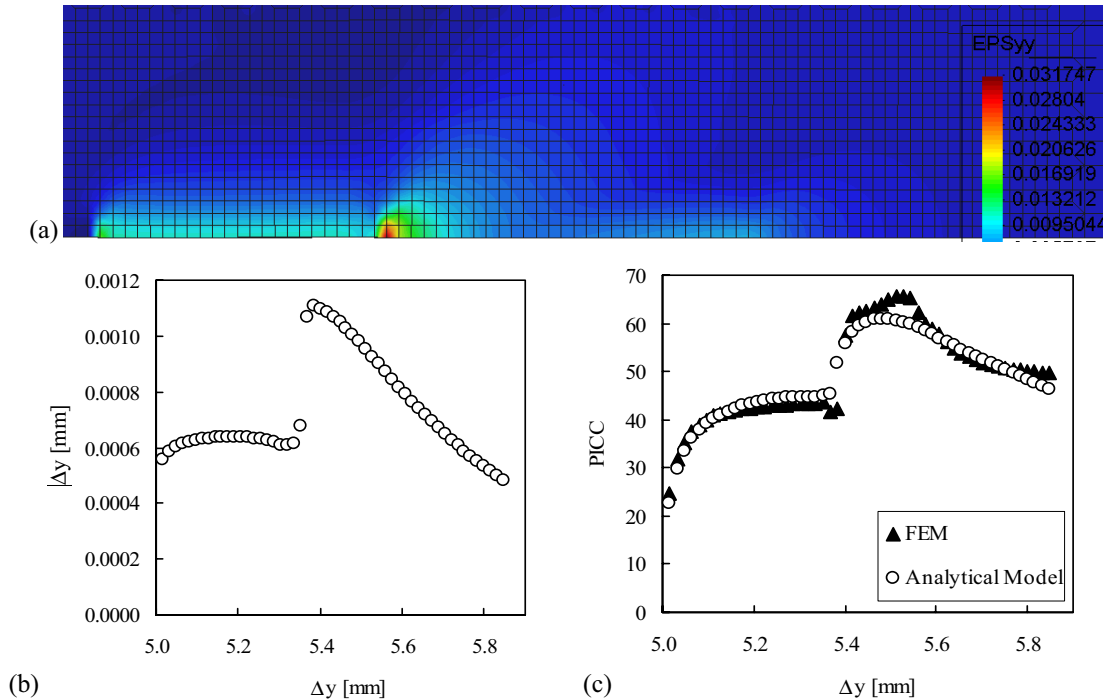 EPSyy
0.031747
0.02804
0.024333
0.020626
0.016919
0.013212
0.0095044
(a)
0.0012
0.0010
0.0008
0.0006
0.0004
0.0002
0.0000
|Δy [mm]
5.0 5.2 5.4 5.6 5.8
Δy [mm]
(b)
70
60
50
40
30
20
10
0
PICC
FEM
Analytical Model
5.0 5.2 5.4 5.6 5.8
Δy [mm]
(c)